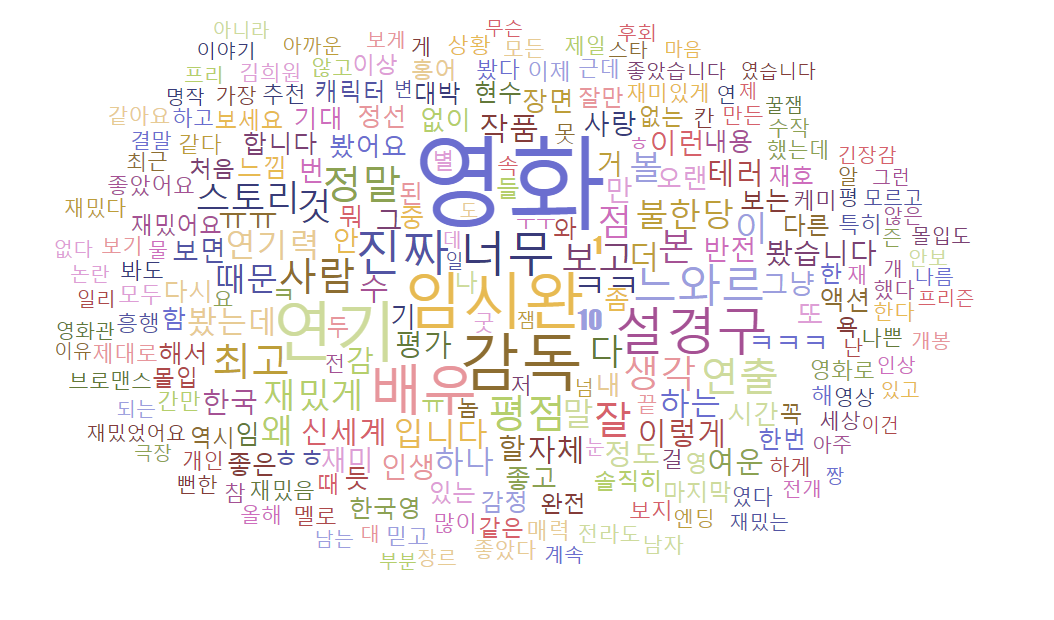 아니라 무슨 후회
이야기 아까운 보게 게 상황 모든 제일 스타 마음
프리 김희원 않고 이상 홍어 봤다 이제 근데 좋았습니다 였습니다
명작 가장 추천 캐릭터 변 대박 현수 장면 잘만 재미있게 연 제 꿀잼
같아요 하고 보세요 기대 정선 없이 작품 못 사랑 없는 칸 만든 수작
결말 같다 합니다 봤어요 영화 별 속 ㅎ 이런 내용 했는데 긴장감
최근 처음 느낌 번 정말 된 들 거 볼 오랜 테러 재호 알 그런
좋았어요 스토리 것 뭐 그 중 도 만 점 불한당 이 보는 케미 평 모르고 않은
재밌다 재밌어요 ㅠㅠ ㅜㅜ 와 다른 특히 즌 몰입도
없다 보기 물 보면 연기력 안 진짜 데 일 너무 1 보고 더 본 반전 봤습니다 안보
논란 봐도 때문 사람 수 나 ㅋㅋ 느와르 그냥 한 재 개 나름
일리 모두 다시 요 ㅋ 임시완 좀 액션 했다 프리즈
영화관 흥행 함 봤는데 연기 두 기 굿 잼 10 설경구 또 욕 한다
이유 제대로 해서 최고 전 감 평가 감독 다 ㅋㅋㅋ 난 나쁜 개봉
브로맨스 몰입 재밌게 배우 저 넘 내 생각 연출 영화로 인상
되는 간만 한국 ㅠ 놈 평점 말 잘 끝 하는 시간 꼭 해 영상 있고
재밌었어요 역시 임 왜 신세계 입니다 할 자체 눈 이렇게 한번 세상 이건
극장 개인 좋은 ㅎㅎ 재미 인생 하나 정도 걸 영 여운 하게 아주
뻔한 참 재밌음 때 듯 있는 좋고 솔직히 마지막 였다 전개 짱
올해 멜로 한국영 감정 완전 보지 엔딩 재밌는
남는 대 믿고 많이 같은 매력 전라도 남자
부분 장르 좋았다 계속